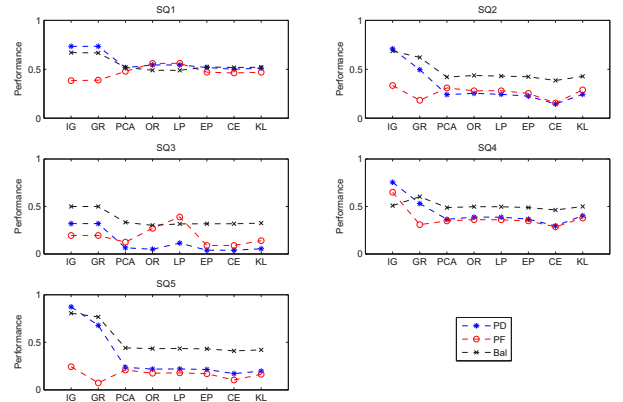 SQ1
Performance
1
0.5
0
IG GR PCA OR LP EP CE KL
SQ2
Performance
1
0.5
0
IG GR PCA OR LP EP CE KL
SQ3
Performance
1
0.5
0
IG GR PCA OR LP EP CE KL
SQ4
Performance
1
0.5
0
IG GR PCA OR LP EP CE KL
SQ5
Performance
1
0.5
0
IG GR PCA OR LP EP CE KL
PD
PF
Bal